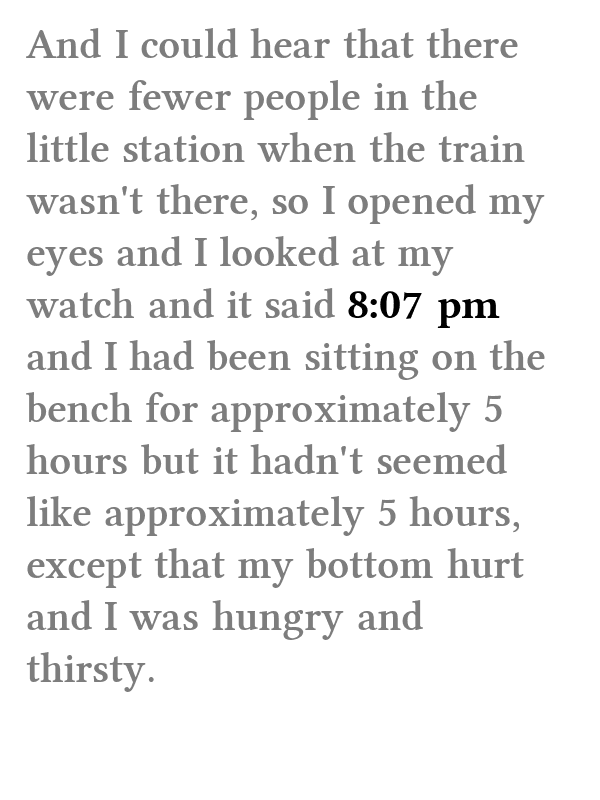 And I could hear that there
were fewer people in the
little station when the train
wasn't there, so I opened my
eyes and I looked at my
watch and it said 8:07 pm
and I had been sitting on the
bench for approximately 5
hours but it hadn't seemed
like approximately 5 hours,
except that my bottom hurt
and I was hungry and
thirsty.